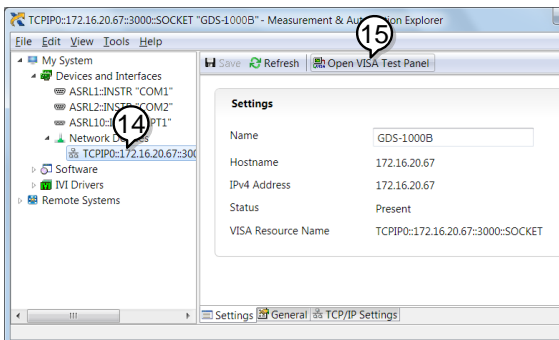 TCPIP0::172.16.20.67::3000::SOCKET "GDS-1000B" - Measurement & Automation Explorer
15
File Edit View Tools Help
My System
Save Refresh Open VISA Test Panel
Devices and Interfaces
ASRL1::INSTR "COM1"
ASRL2::INSTR "COM2"
ASRL10::I PT1"
14
Network Devices
TCPIP0::172.16.20.67::300
Software
IVI Drivers
Remote Systems
Settings
Name GDS-1000B
Hostname 172.16.20.67
IPv4 Address 172.16.20.67
Status Present
VISA Resource Name TCPIP0::172.16.20.67::3000::SOCKET
Settings General TCP/IP Settings